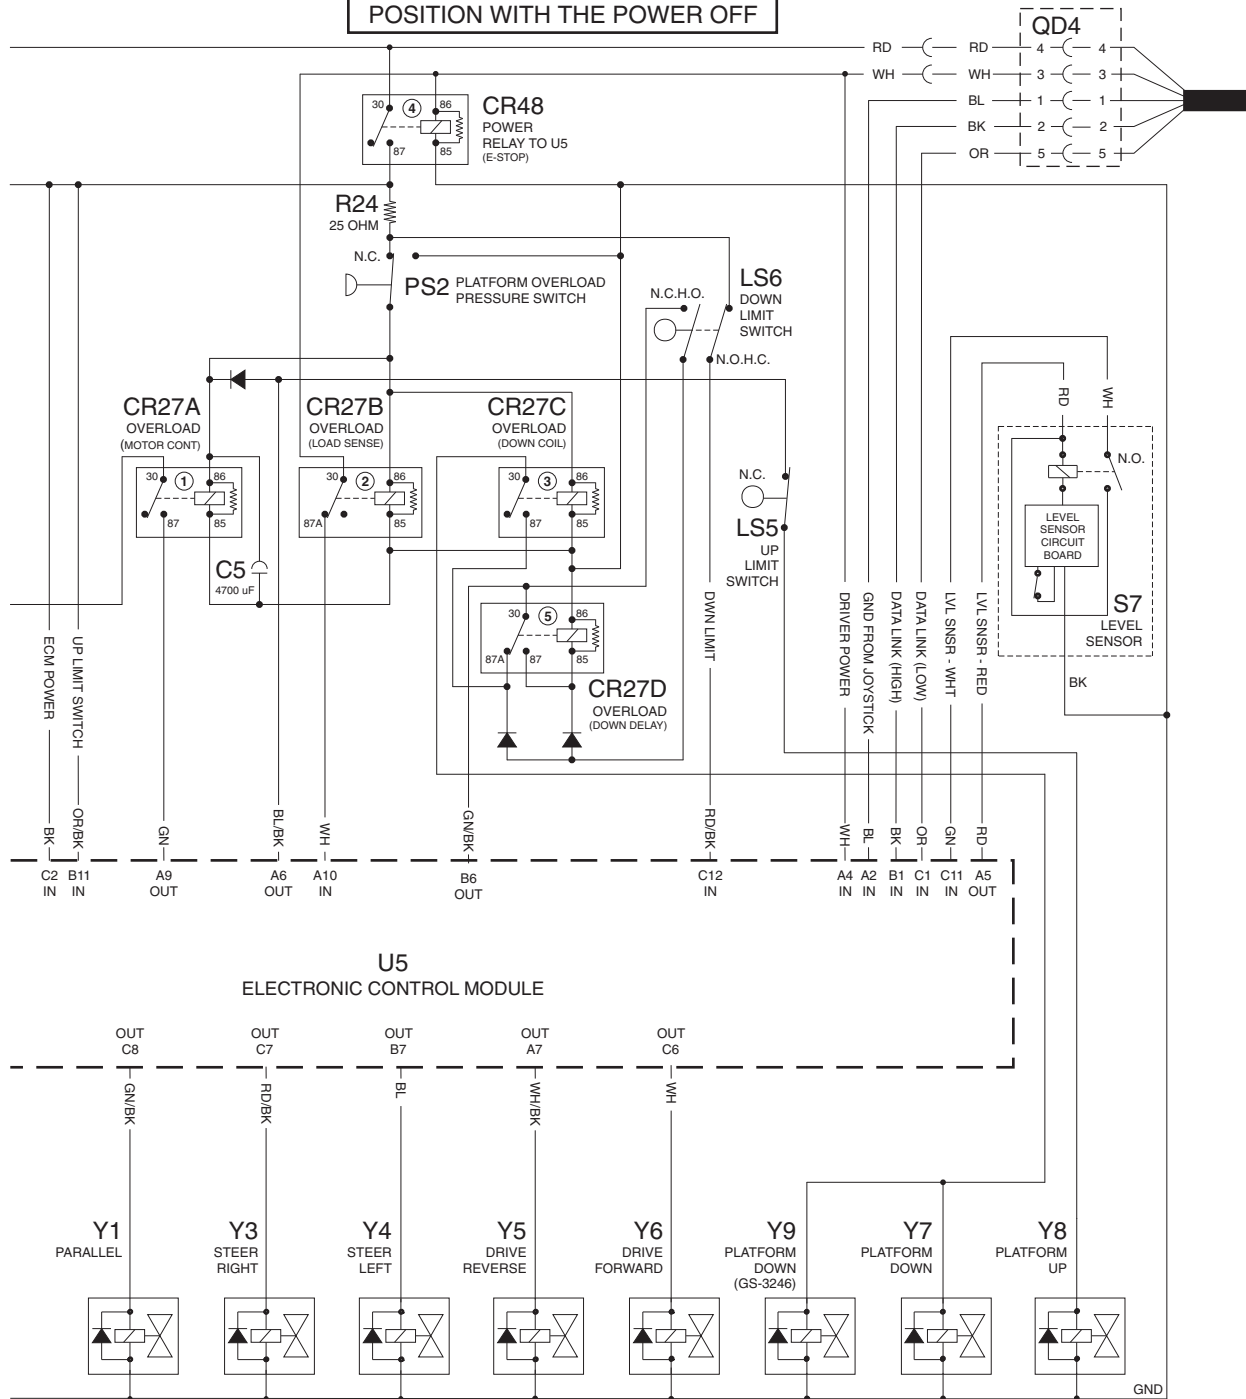 POSITION WITH THE POWER OFF
QD4
RD RD 4 4
WH WH 3 3
BL 1 1
BK 2 2
OR 5 5
30 4 86
87 85
CR48
POWER
RELAY TO U5
(E-STOP)
R24
25 OHM
N.C.
PS2 PLATFORM OVERLOAD
PRESSURE SWITCH
LS6
DOWN
LIMIT
SWITCH
N.C.H.O.
N.O.H.C.
CR27A
OVERLOAD
(MOTOR CONT)
30 1 86
87 85
CR27B
OVERLOAD
(LOAD SENSE)
30 2 86
87A 85
CR27C
OVERLOAD
(DOWN COIL)
30 3 86
87 85
C5
4700 uF
N.C.
LS5
UP
LIMIT
SWITCH
30 5 86
87A 87 85
CR27D
OVERLOAD
(DOWN DELAY)
RD
WH
N.O.
LEVEL
SENSOR
CIRCUIT
BOARD
S7
LEVEL
SENSOR
BK
ECM POWER
UP LIMIT SWITCH
DWN LIMIT
DRIVER POWER
GND FROM JOYSTICK
DATA LINK (HIGH)
DATA LINK (LOW)
LVL SNSR - WHT
LVL SNSR - RED
BK
OR/BK
GN
BL/BK
WH
GN/BK
RD/BK
WH
BL
BK
OR
GN
RD
C2 B11 A9 A6 A10 B6 C12 A4 A2 B1 C1 C11 A5
IN IN OUT OUT IN OUT IN IN IN IN IN IN OUT
U5
ELECTRONIC CONTROL MODULE
OUT OUT OUT OUT OUT
C8 C7 B7 A7 C6
GN/BK
RD/BK
BL
WH/BK
WH
Y1
PARALLEL
Y3
STEER
RIGHT
Y4
STEER
LEFT
Y5
DRIVE
REVERSE
Y6
DRIVE
FORWARD
Y9
PLATFORM
DOWN
(GS-3246)
Y7
PLATFORM
DOWN
Y8
PLATFORM
UP
GND